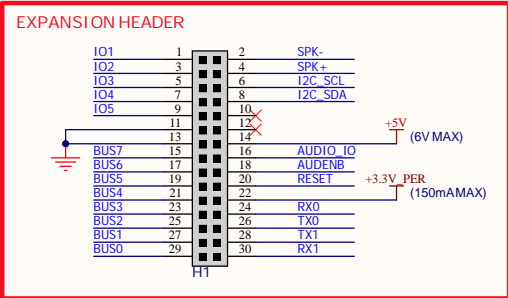 EXPANSION HEADER
IO1 1 2 SPK-
IO2 3 4 SPK+
IO3 5 6 I2C_SCL
IO4 7 8 I2C_SDA
IO5 9 10
11 12
13 14 +5V (6V MAX)
BUS7 15 16 AUDIO_IO
BUS6 17 18 AUDENB
BUS5 19 20 RESET +3.3V_PER
BUS4 21 22 (150mA MAX)
BUS3 23 24 RX0
BUS2 25 26 TX0
BUS1 27 28 TX1
BUS0 29 30 RX1
H1